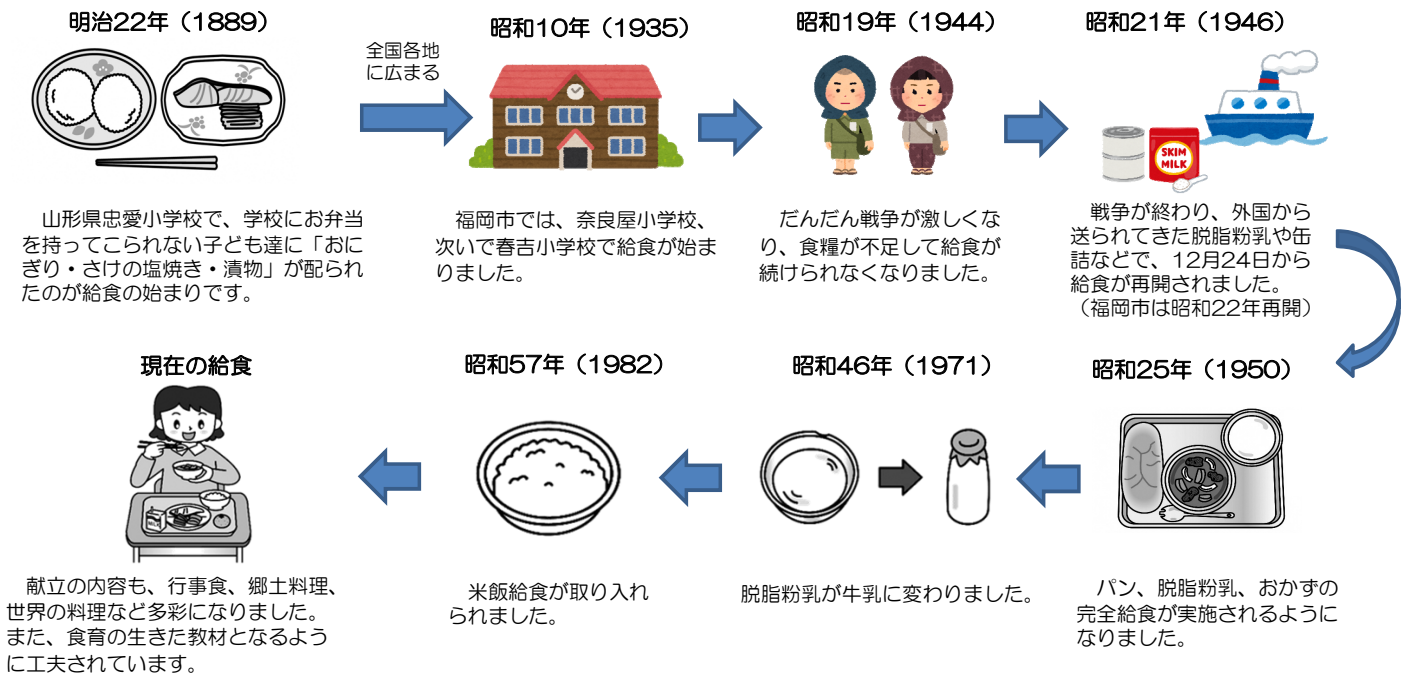 明治22年（1889）
山形県忠愛小学校で、学校にお弁当
を持ってこられない子ども達に「おに
ぎり・さけの塩焼き・漬物」が配られ
たのが給食の始まりです。
全国各地
に広まる
昭和10年（1935）
福岡市では、奈良屋小学校、
次いで春吉小学校で給食が始ま
りました。
昭和19年（1944）
だんだん戦争が激しくな
り、食糧が不足して給食が
続けられなくなりました。
昭和21年（1946）
SKIM
MILK
戦争が終わり、外国から
送られてきた脱脂粉乳や缶
詰などで、12月24日から
給食が再開されました。
（福岡市は昭和22年再開）
昭和25年（1950）
パン、脱脂粉乳、おかずの
完全給食が実施されるように
なりました。
昭和46年（1971）
脱脂粉乳が牛乳に変わりました。
昭和57年（1982）
米飯給食が取り入れ
られました。
現在の給食
献立の内容も、行事食、郷土料理、
世界の料理など多彩になりました。
また、食育の生きた教材となるよう
に工夫されています。